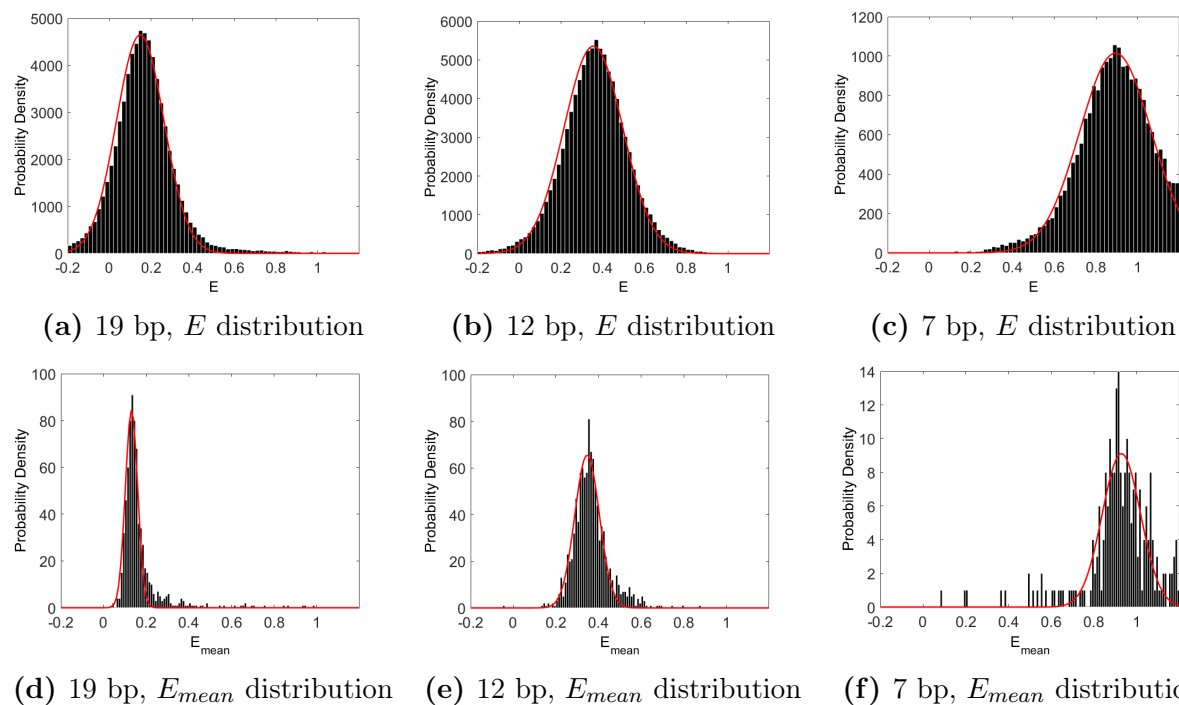 5000 4000 3000 2000 1000 0
Probability Density
-0.2 0 0.2 0.4 0.6 0.8 1
E
6000 5000 4000 3000 2000 1000 0
Probability Density
-0.2 0 0.2 0.4 0.6 0.8 1
E
1200 1000 800 600 400 200 0
Probability Density
-0.2 0 0.2 0.4 0.6 0.8 1
E
(a) 19 bp, E distribution
(b) 12 bp, E distribution
(c) 7 bp, E distribution
100 80 60 40 20 0
Probability Density
-0.2 0 0.2 0.4 0.6 0.8 1
E_mean
100 80 60 40 20 0
Probability Density
-0.2 0 0.2 0.4 0.6 0.8 1
E_mean
14 12 10 8 6 4 2 0
Probability Density
-0.2 0 0.2 0.4 0.6 0.8 1
E_mean
(d) 19 bp, E_mean distribution
(e) 12 bp, E_mean distribution
(f) 7 bp, E_mean distributio